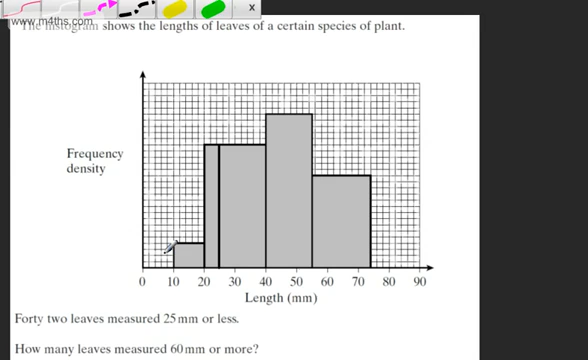 x
www.m4ths.com
The histogram shows the lengths of leaves of a certain species of plant.
Frequency
density
0 10 20 30 40 50 60 70 80 90
Length (mm)
Forty two leaves measured 25 mm or less.
How many leaves measured 60 mm or more?